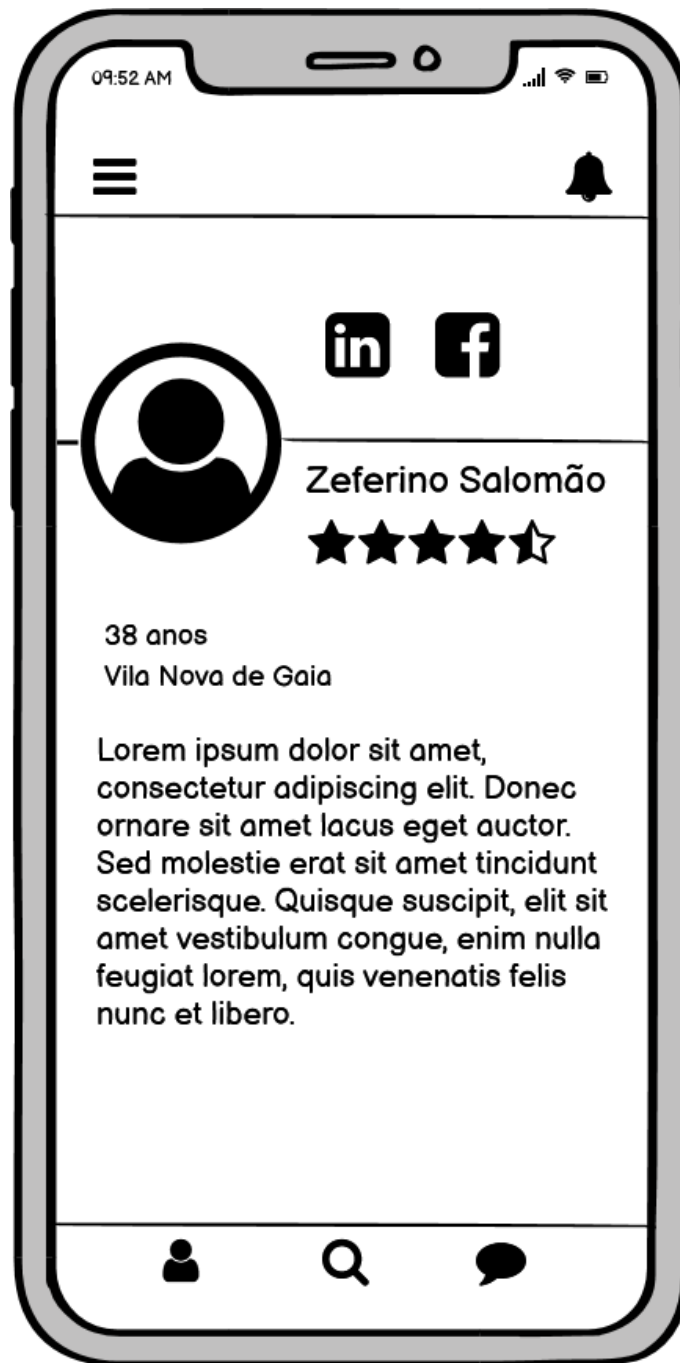 09:52 AM
in f
Zeferino Salomão
38 anos
Vila Nova de Gaia
Lorem ipsum dolor sit amet,
consectetur adipiscing elit. Donec
ornare sit amet lacus eget auctor.
Sed molestie erat sit amet tincidunt
scelerisque. Quisque suscipit, elit sit
amet vestibulum congue, enim nulla
feugiat lorem, quis venenatis felis
nunc et libero.